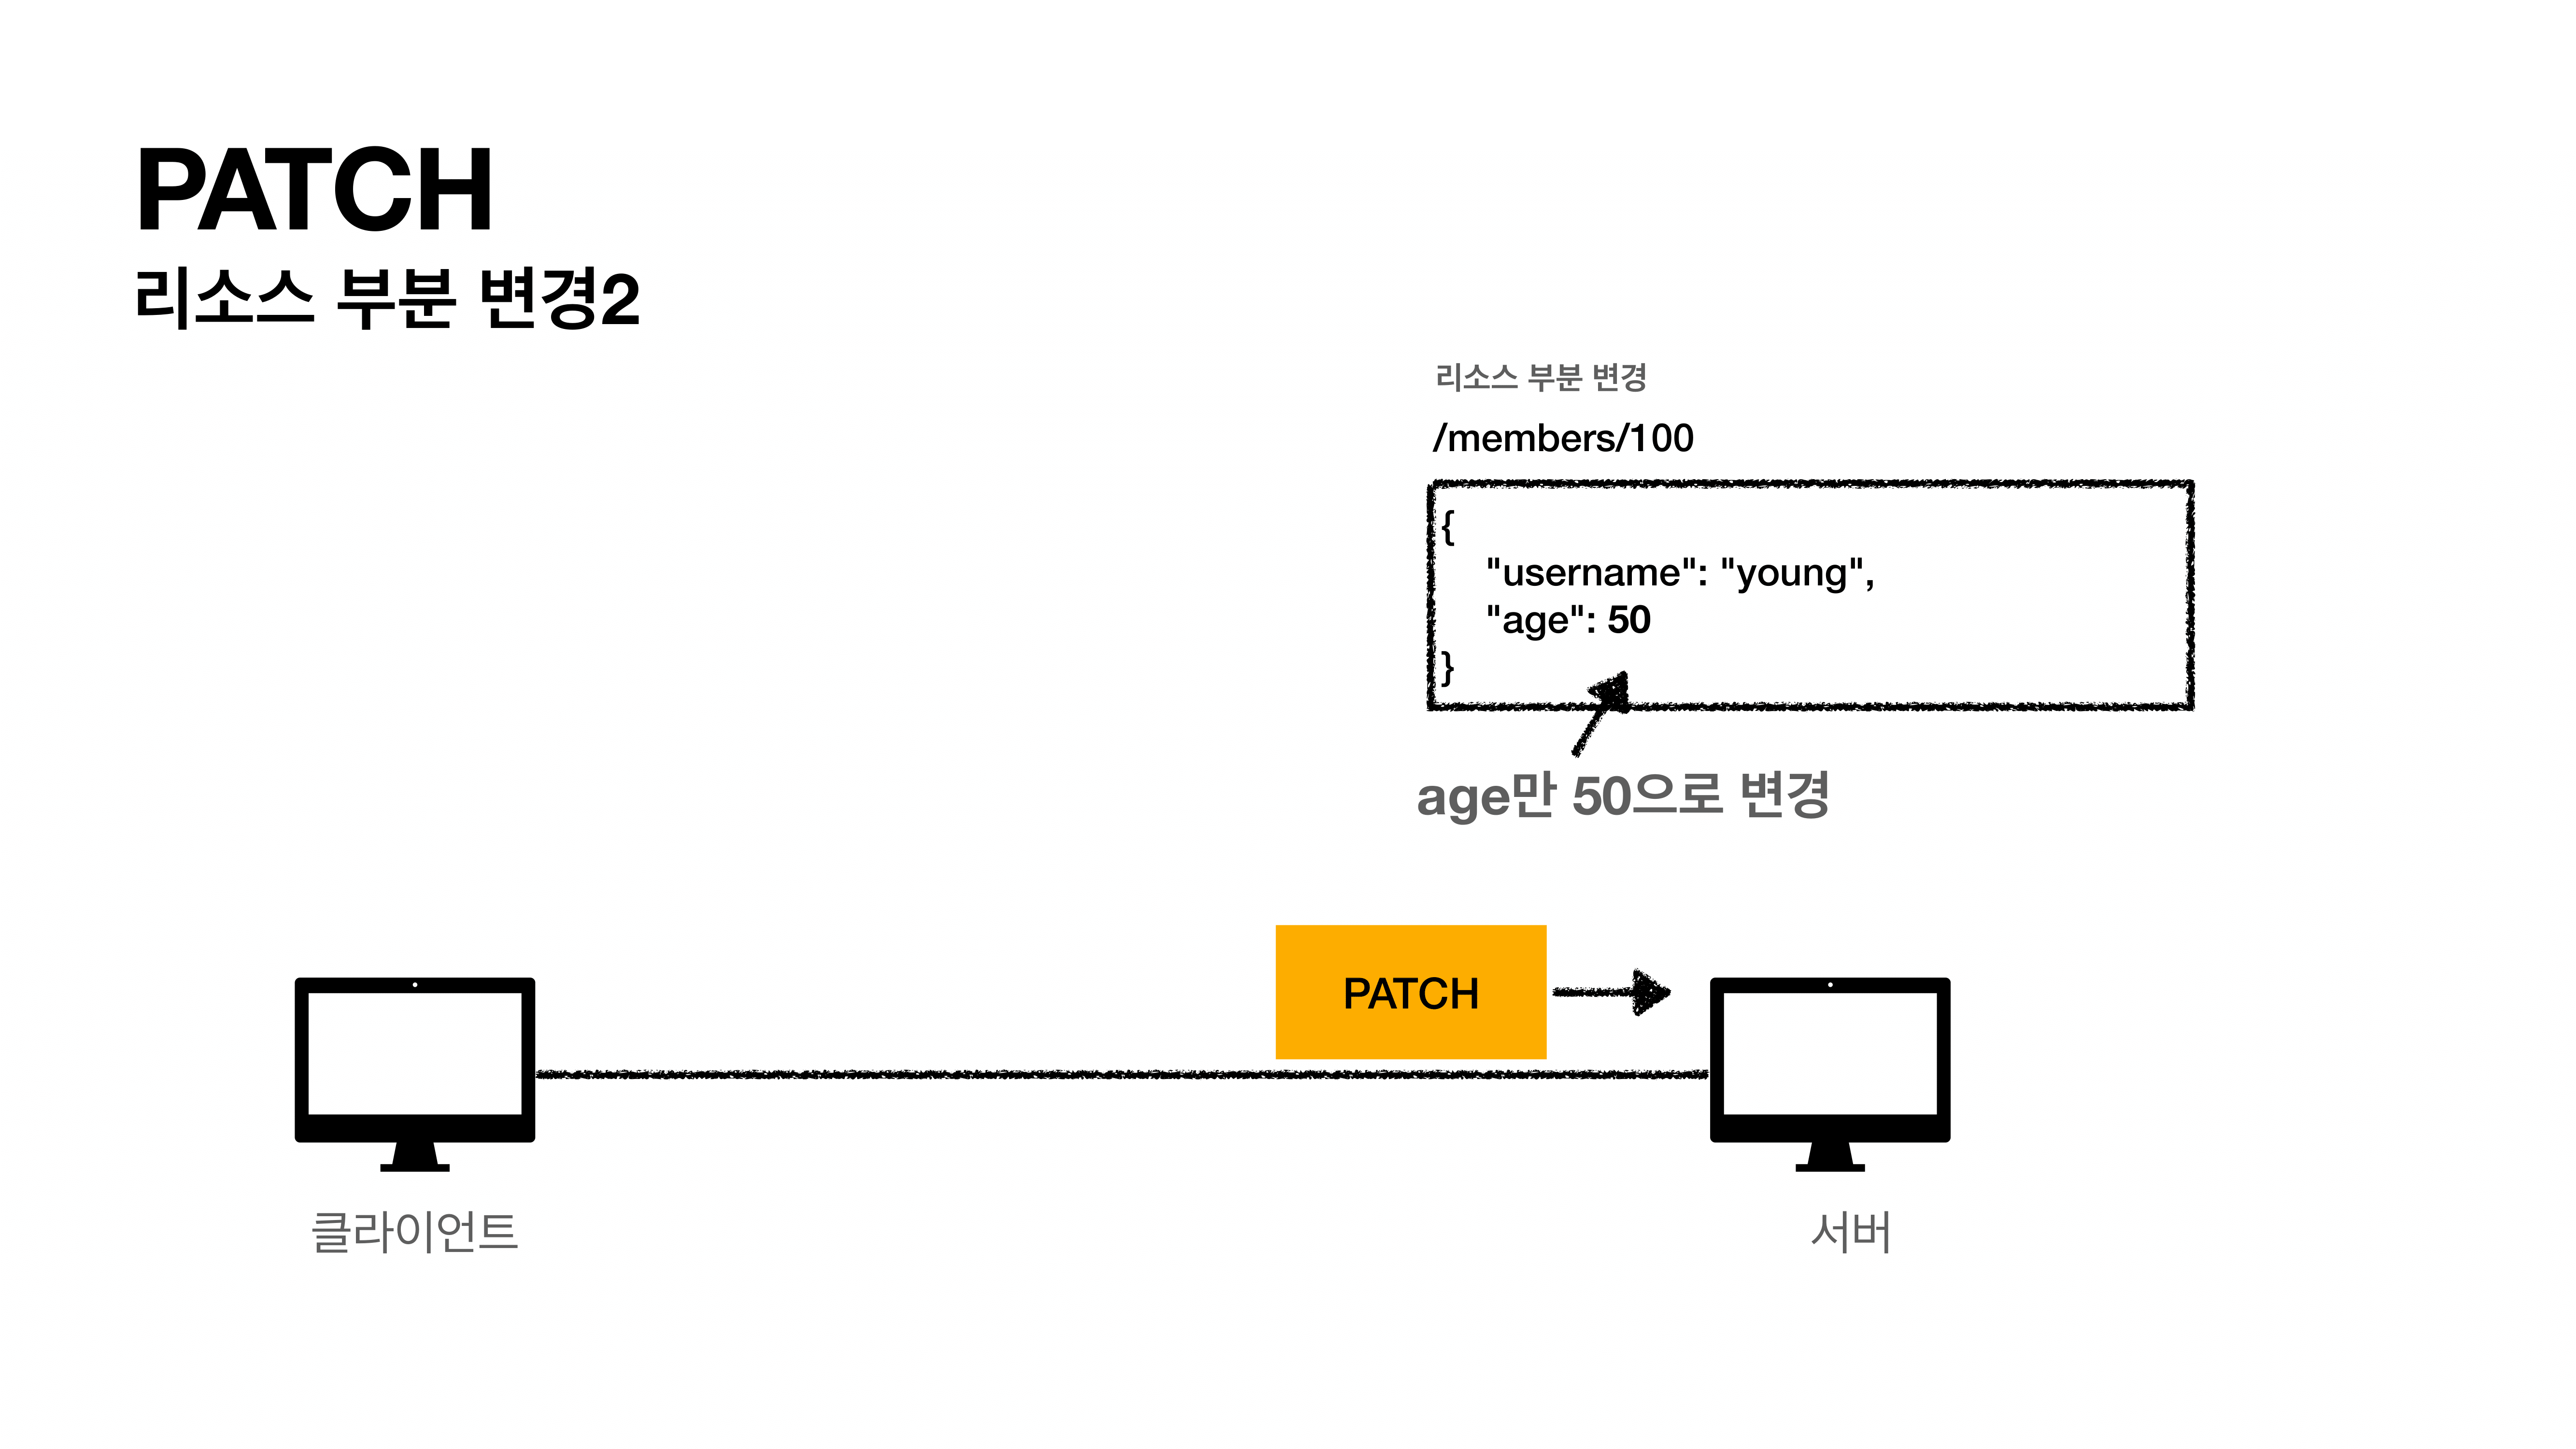 PATCH
리소스 부분 변경2
리소스 부분 변경
/members/100
{
"username": "young",
"age": 50
}
age만 50으로 변경
PATCH
클라이언트
서버